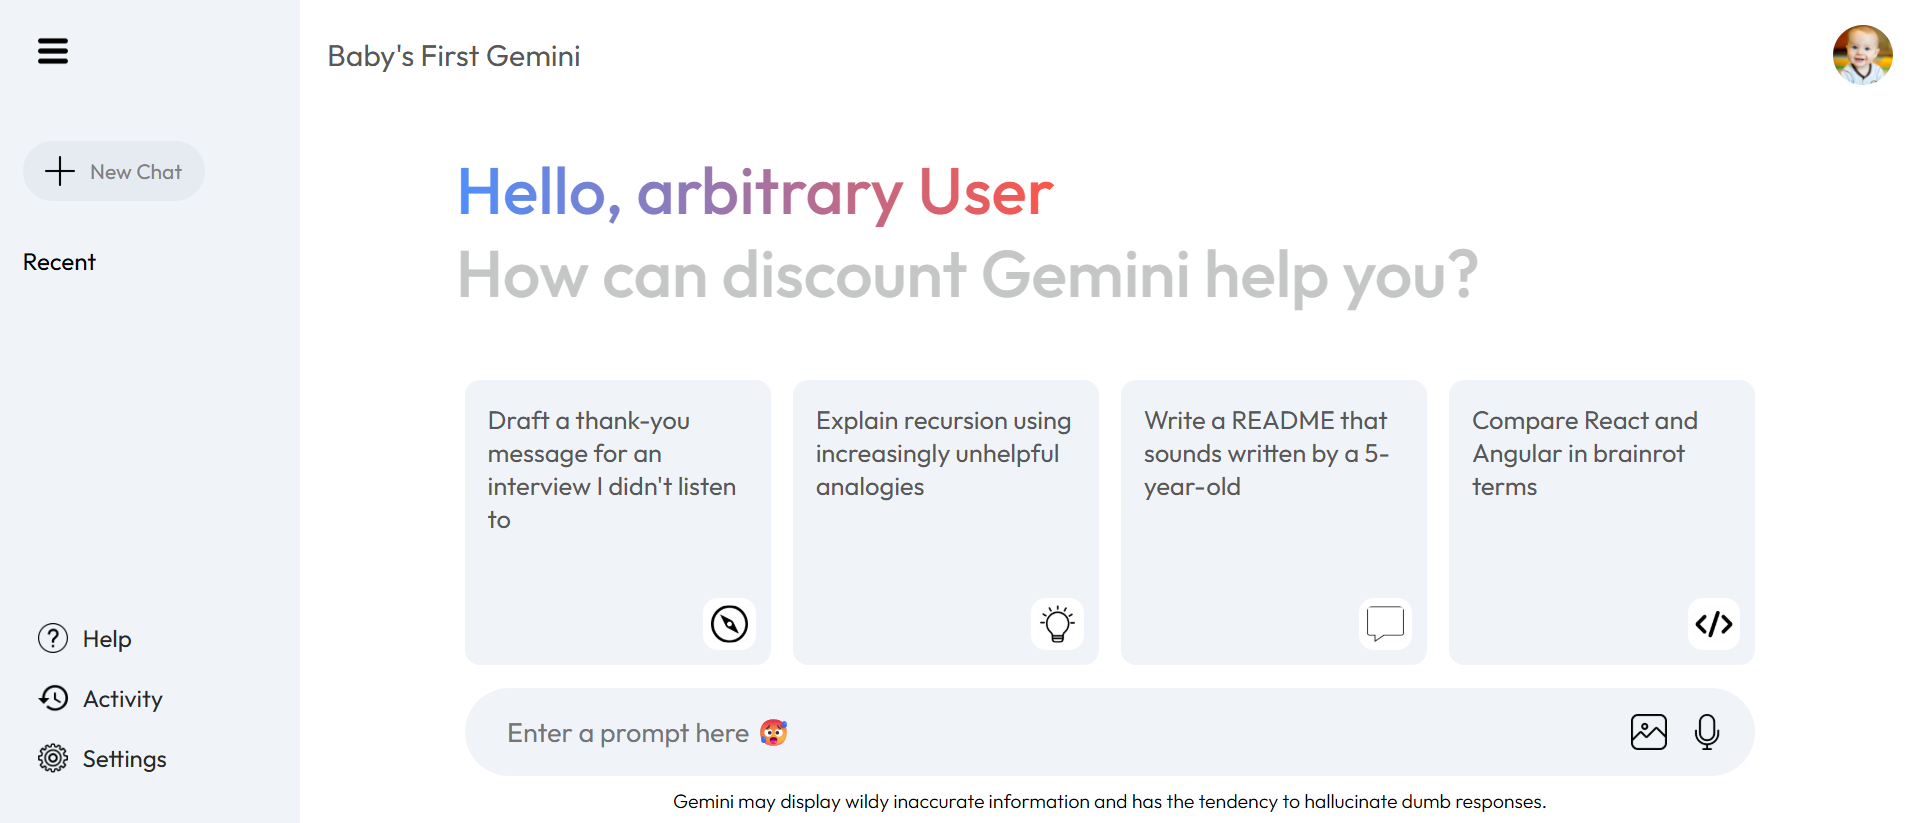 Baby's First Gemini
New Chat
Recent
Hello, arbitrary User
How can discount Gemini help you?
Draft a thank-you
message for an
interview I didn't listen
to
Explain recursion using
increasingly unhelpful
analogies
Write a README that
sounds written by a 5-
year-old
Compare React and
Angular in brainrot
terms
Help
Activity
Settings
Enter a prompt here 🥵
Gemini may display wildy inaccurate information and has the tendency to hallucinate dumb responses.